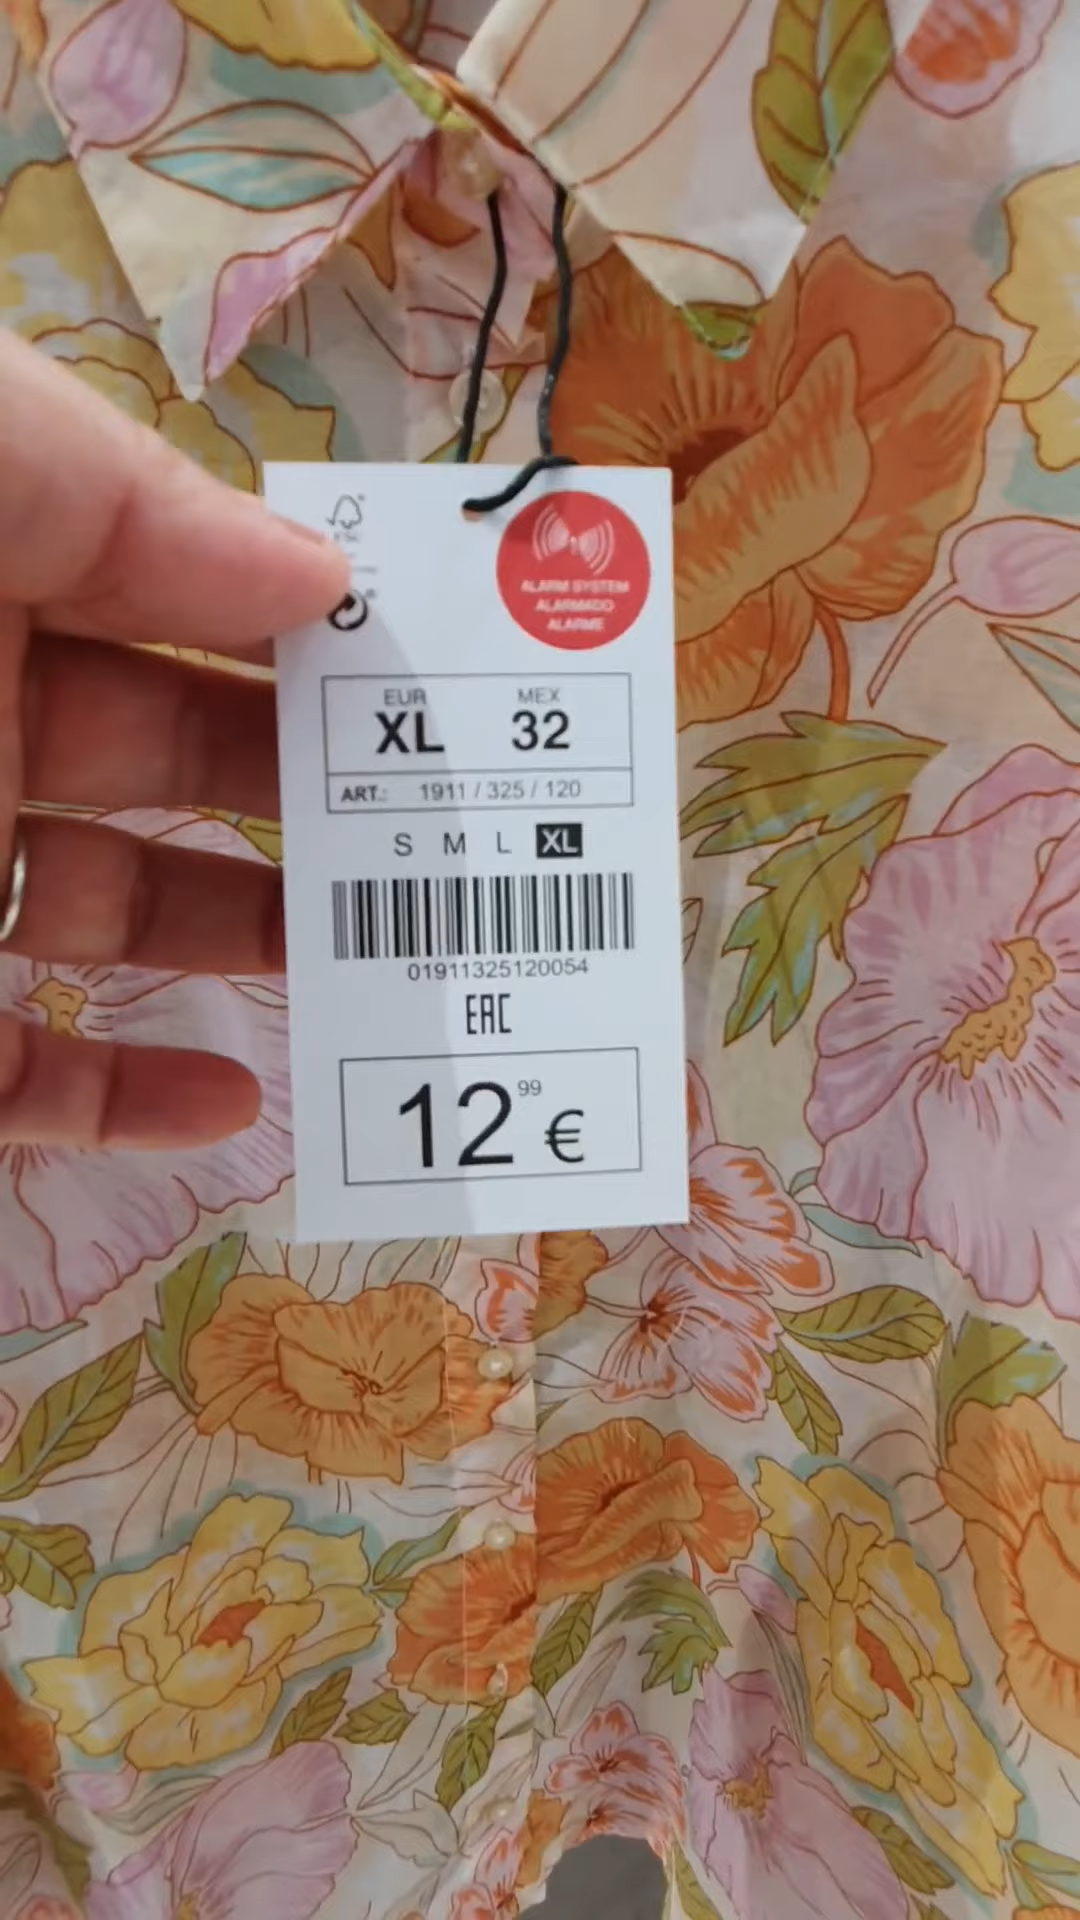 ALARM SYSTEM
ALARMADO
ALARME
EUR MEX
XL 32
ART.: 1911 / 325 / 120
S M L XL
01911325120054
EAC
12 99 €